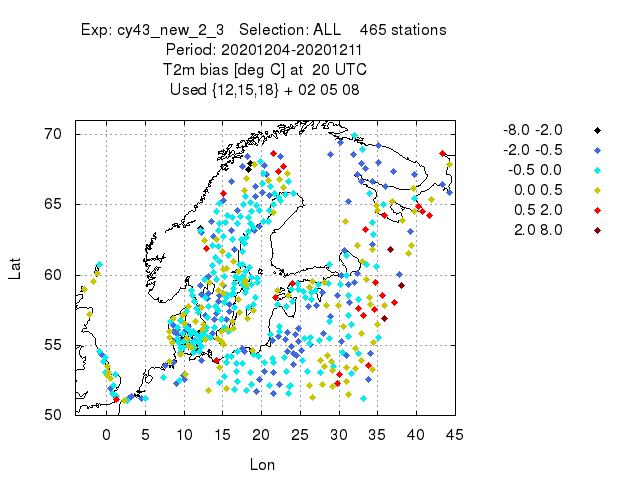 Exp: cy43_new_2_3   Selection: ALL    465 stations
Period: 20201204-20201211
T2m bias [deg C] at  20 UTC
Used {12,15,18} + 02 05 08
-8.0 -2.0
-2.0 -0.5
-0.5 0.0
0.0 0.5
0.5 2.0
2.0 8.0
70
65
60
55
50
Lat
0 5 10 15 20 25 30 35 40 45
Lon